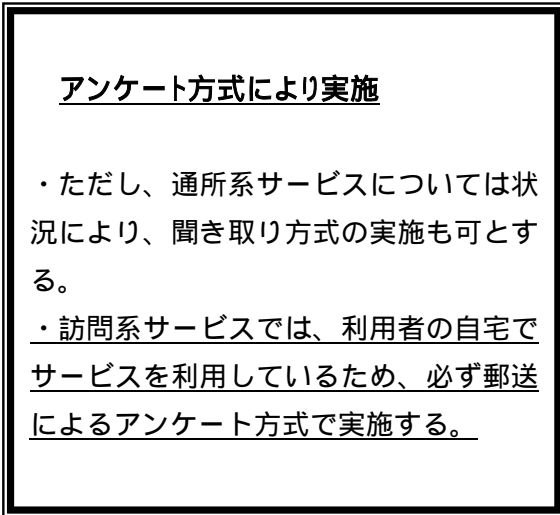 アンケート方式により実施
・ただし、通所系サービスについては状
況により、聞き取り方式の実施も可とす
る。
・訪問系サービスでは、利用者の自宅で
サービスを利用しているため、必ず郵送
によるアンケート方式で実施する。